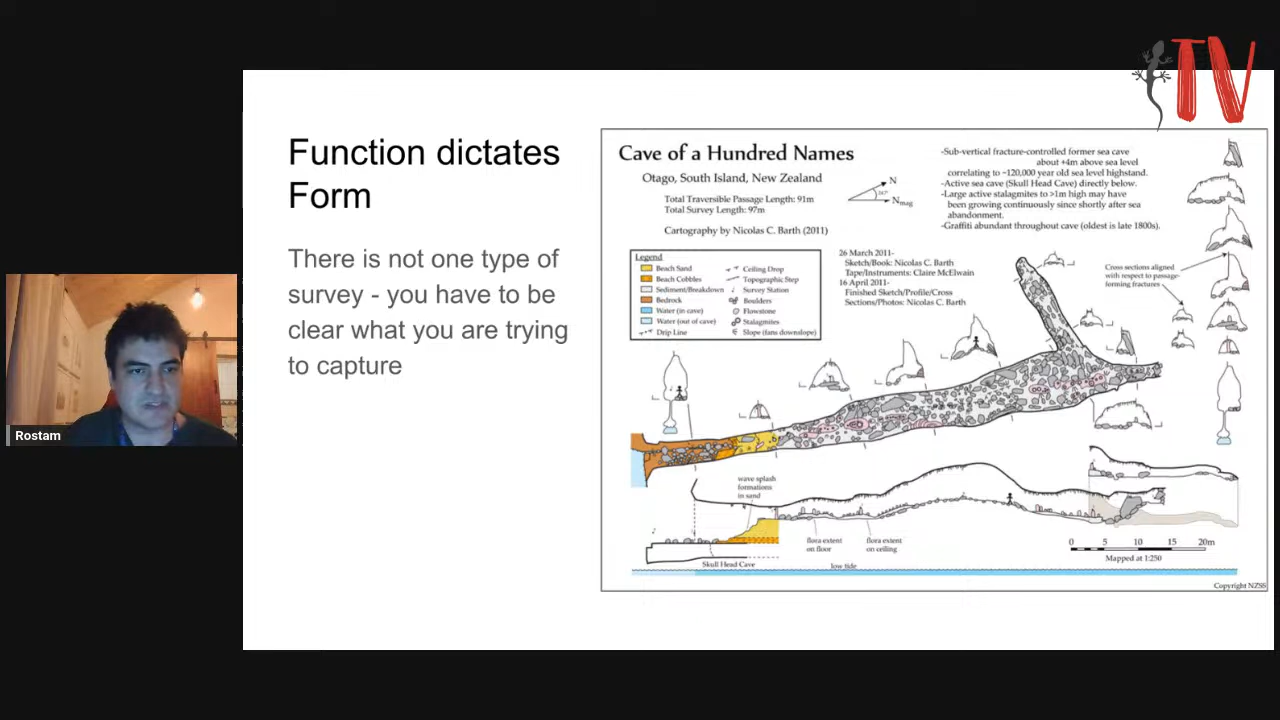 TV
Function dictates
Form
There is not one type of
survey - you have to be
clear what you are trying
to capture
Rostam
Cave of a Hundred Names
Otago, South Island, New Zealand
Total Traversible Passage Length: 91m
Total Survey Length: 97m
Cartography by Nicolas C. Barth (2011)
N
Nmag
-Sub-vertical fracture-controlled former sea cave
about +4m above sea level
correlating to ~120,000 year old sea level highstand.
-Active sea cave (Skull Head Cave) directly below.
-Large active stalagmites to >1m high may have
been growing continuously since shortly after sea
abandonment.
-Graffiti abundant throughout cave (oldest is late 1800s).
Legend
Beach Sand
Beach Cobbles
Sediment/Breakdown
Bedrock
Water (in cave)
Water (out of cave)
Drip Line
Ceiling Drop
Topographic Step
Survey Station
Boulders
Flowstone
Stalagmites
Slope (fans downslope)
26 March 2011-
Sketch/Book: Nicolas C. Barth
Tape/Instruments: Claire McElwain
16 April 2011-
Finished Sketch/Profile/Cross
Sections/Photos: Nicolas C. Barth
Cross sections aligned
with respect to passage-
forming fractures
wave splash
formations
in sand
flora extent
on floor
flora extent
on ceiling
Skull Head Cave
low tide
0 5 10 15 20m
Mapped at 1:250
Copyright NZSS